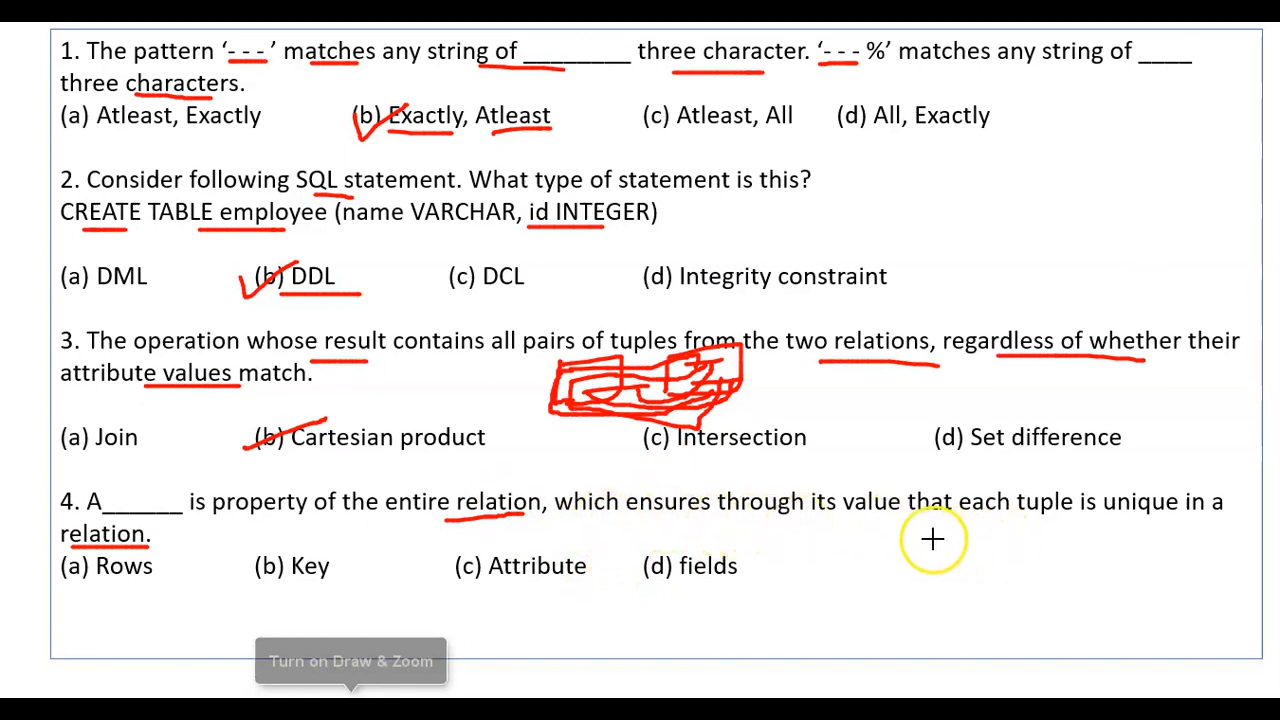 1. The pattern ‘- - - ’ matches any string of ________ three character. ‘- - - %’ matches any string of ____
three characters.
(a) Atleast, Exactly (b) Exactly, Atleast (c) Atleast, All (d) All, Exactly
2. Consider following SQL statement. What type of statement is this?
CREATE TABLE employee (name VARCHAR, id INTEGER)
(a) DML (b) DDL (c) DCL (d) Integrity constraint
3. The operation whose result contains all pairs of tuples from the two relations, regardless of whether their
attribute values match.
(a) Join (b) Cartesian product (c) Intersection (d) Set difference
4. A______ is property of the entire relation, which ensures through its value that each tuple is unique in a
relation.
(a) Rows (b) Key (c) Attribute (d) fields
Turn on Draw & Zoom